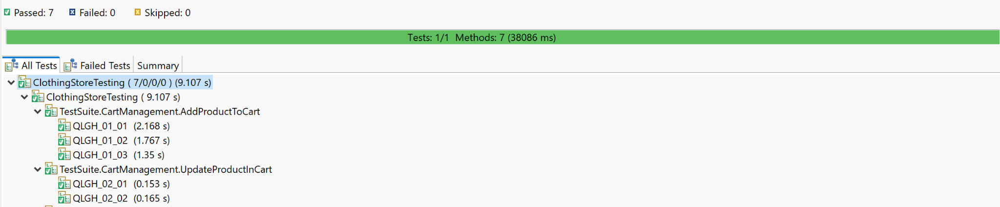 Passed: 7 Failed: 0 Skipped: 0
Tests: 1/1 Methods: 7 (38086 ms)
All Tests Failed Tests Summary
ClothingStoreTesting ( 7/0/0/0 ) (9.107 s)
ClothingStoreTesting ( 9.107 s)
TestSuite.CartManagement.AddProductToCart
QLGH_01_01 (2.168 s)
QLGH_01_02 (1.767 s)
QLGH_01_03 (1.35 s)
TestSuite.CartManagement.UpdateProductInCart
QLGH_02_01 (0.153 s)
QLGH_02_02 (0.165 s)